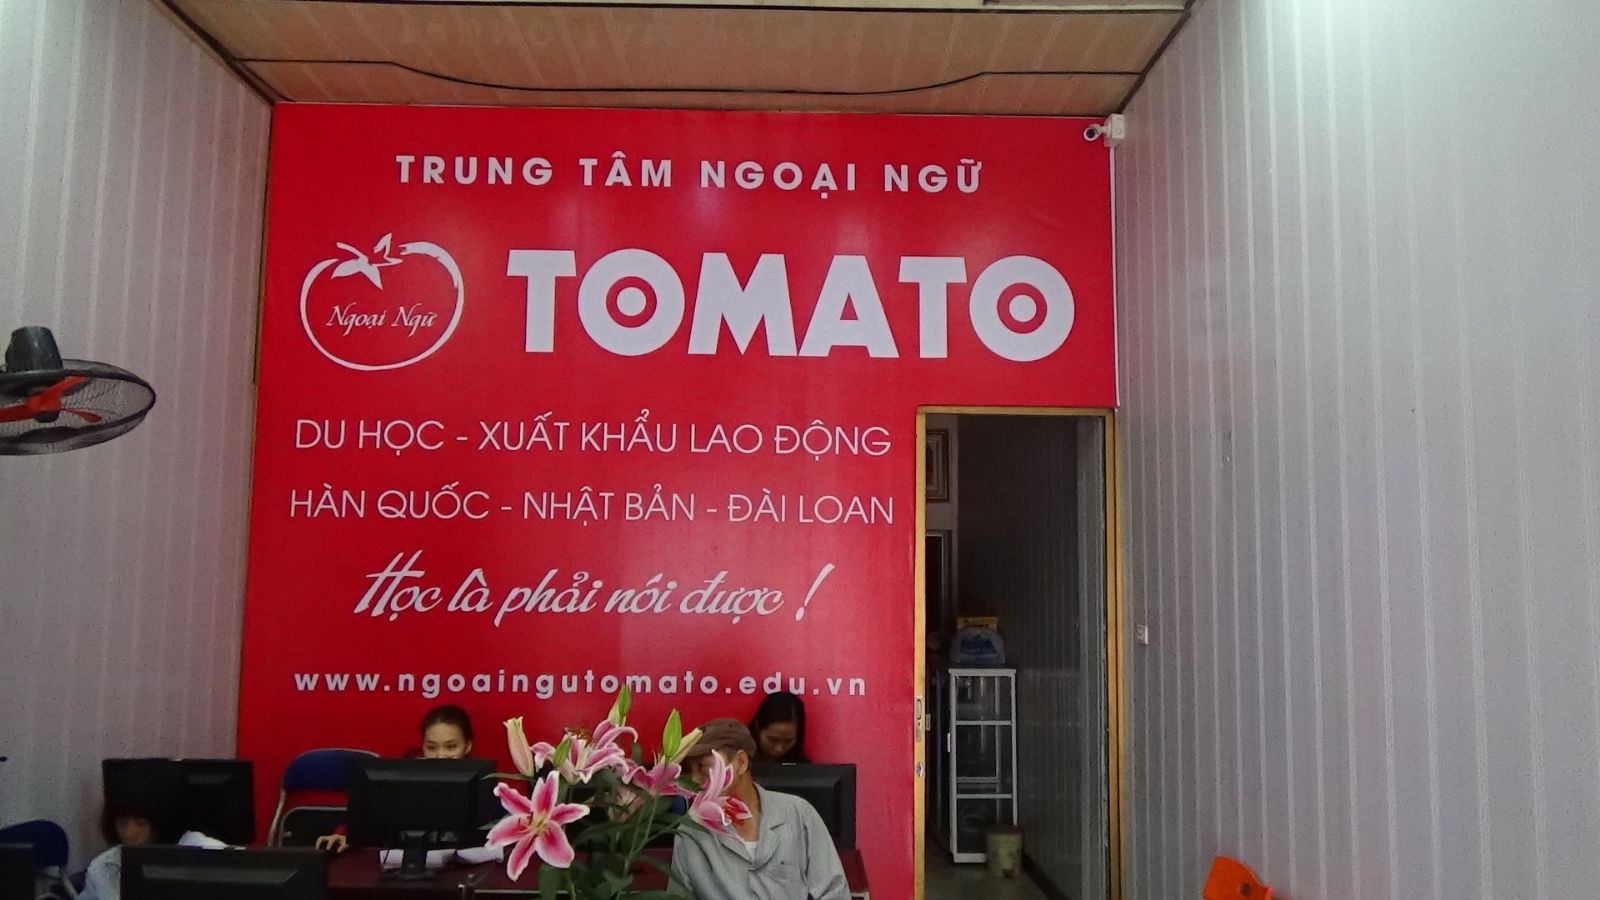 TRUNG TÂM NGOẠI NGỮ
Ngoại Ngữ
TOMATO
DU HỌC - XUẤT KHẨU LAO ĐỘNG
HÀN QUỐC - NHẬT BẢN - ĐÀI LOAN
Học là phải nói được !
www.ngoaingutomato.edu.vn